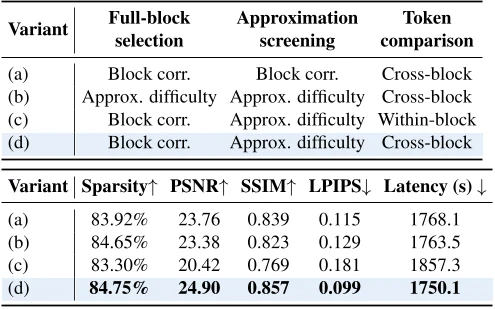 Variant Full-block selection Approximation screening Token comparison
(a) Block corr. Block corr. Cross-block
(b) Approx. difficulty Approx. difficulty Cross-block
(c) Block corr. Approx. difficulty Within-block
(d) Block corr. Approx. difficulty Cross-block
Variant Sparsity↑ PSNR↑ SSIM↑ LPIPS↓ Latency (s) ↓
(a) 83.92% 23.76 0.839 0.115 1768.1
(b) 84.65% 23.38 0.823 0.129 1763.5
(c) 83.30% 20.42 0.769 0.181 1857.3
(d) 84.75% 24.90 0.857 0.099 1750.1